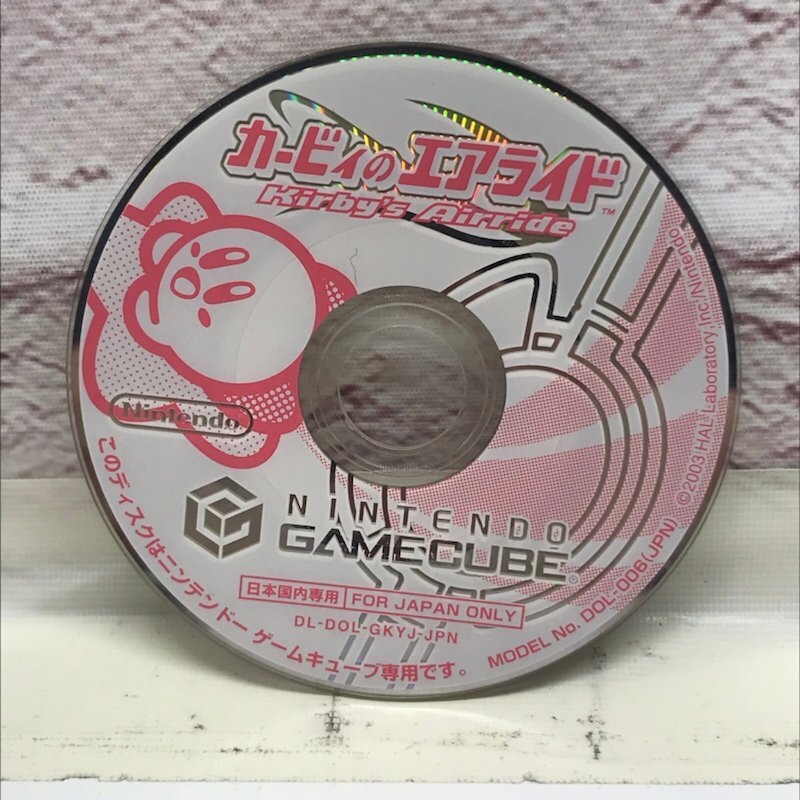 カービィのエアライド
Kirby's Airride™
Nintendo®
NINTENDO
GAMECUBE®
日本国内専用 FOR JAPAN ONLY
DL-DOL-GKYJ-JPN
このディスクはニンテンドー ゲームキューブ専用です。
MODEL No. DOL-006(JPN)
©2003 HAL Laboratory, Inc./Nintendo